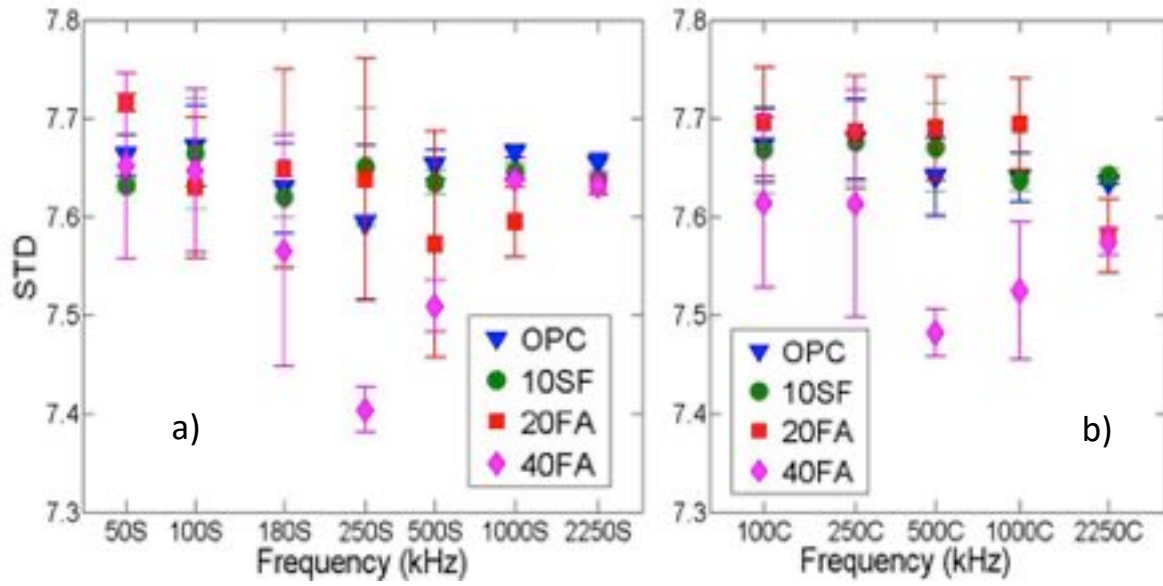 7.8
7.7
7.6
7.5
7.4
7.3
STD
50S 100S 180S 250S 500S 1000S 2250S
Frequency (kHz)
a)
OPC
10SF
20FA
40FA
7.8
7.7
7.6
7.5
7.4
7.3
100C 250C 500C 1000C 2250C
Frequency (kHz)
b)
OPC
10SF
20FA
40FA